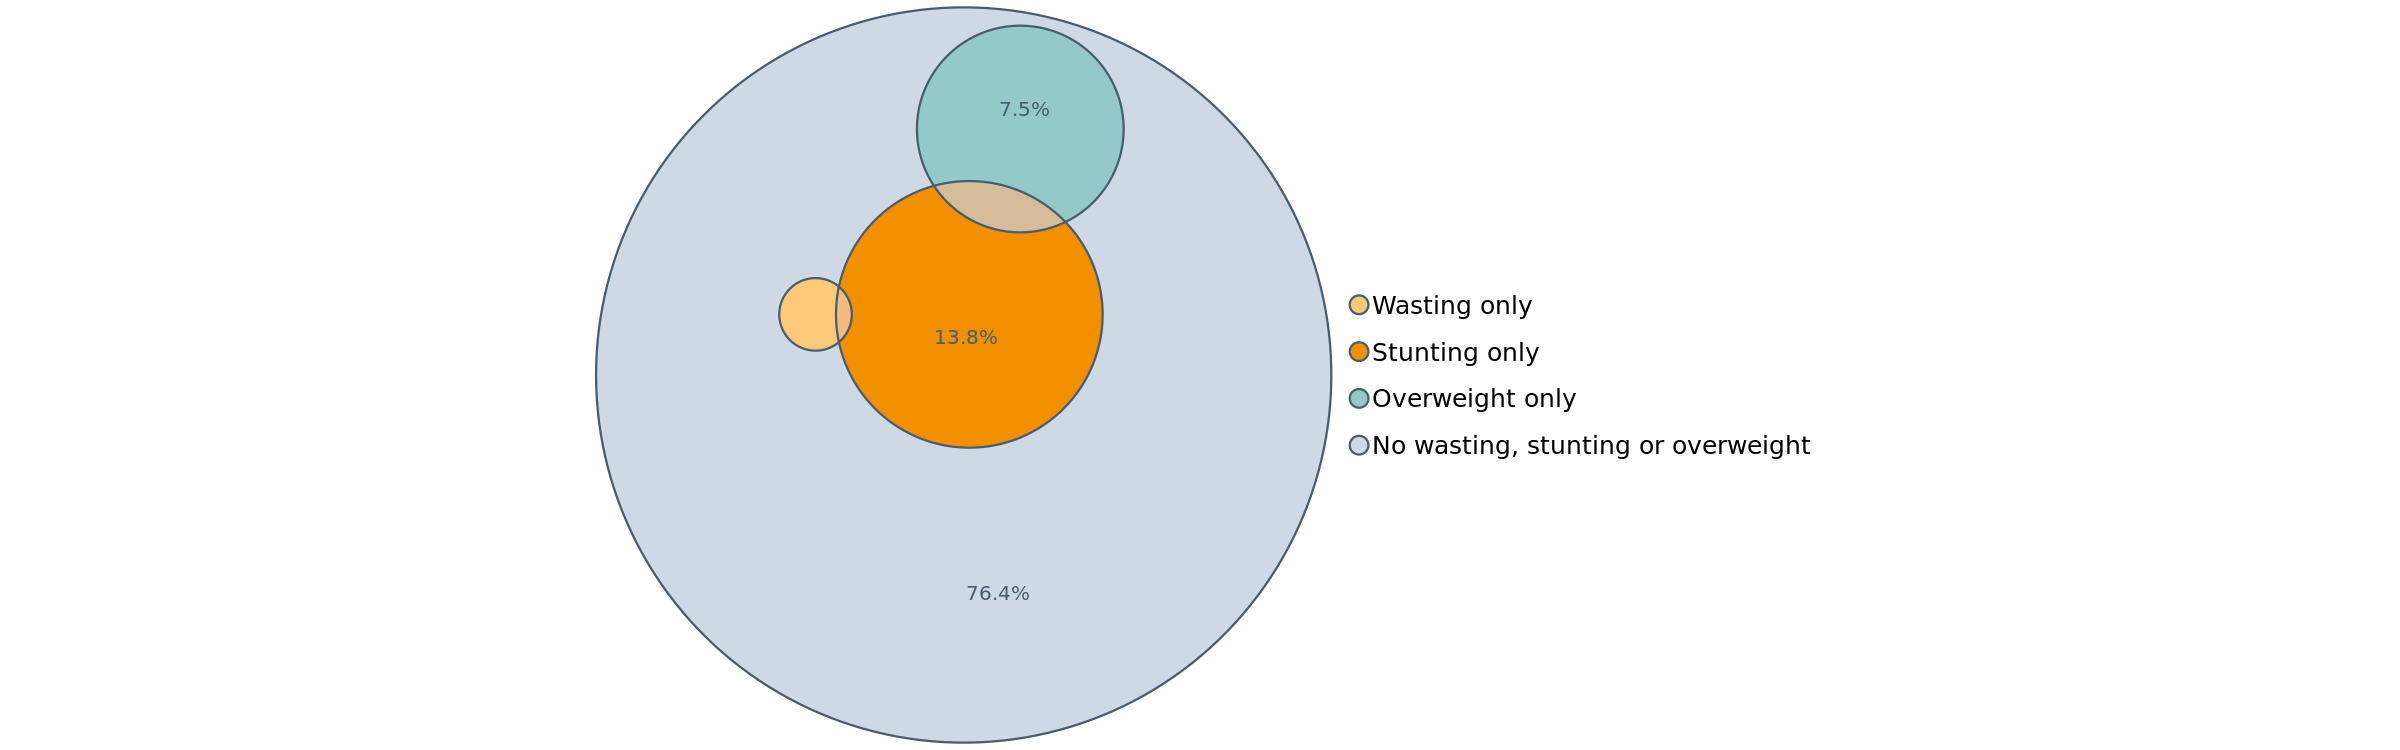 7.5%
13.8%
76.4%
Wasting only
Stunting only
Overweight only
No wasting, stunting or overweight